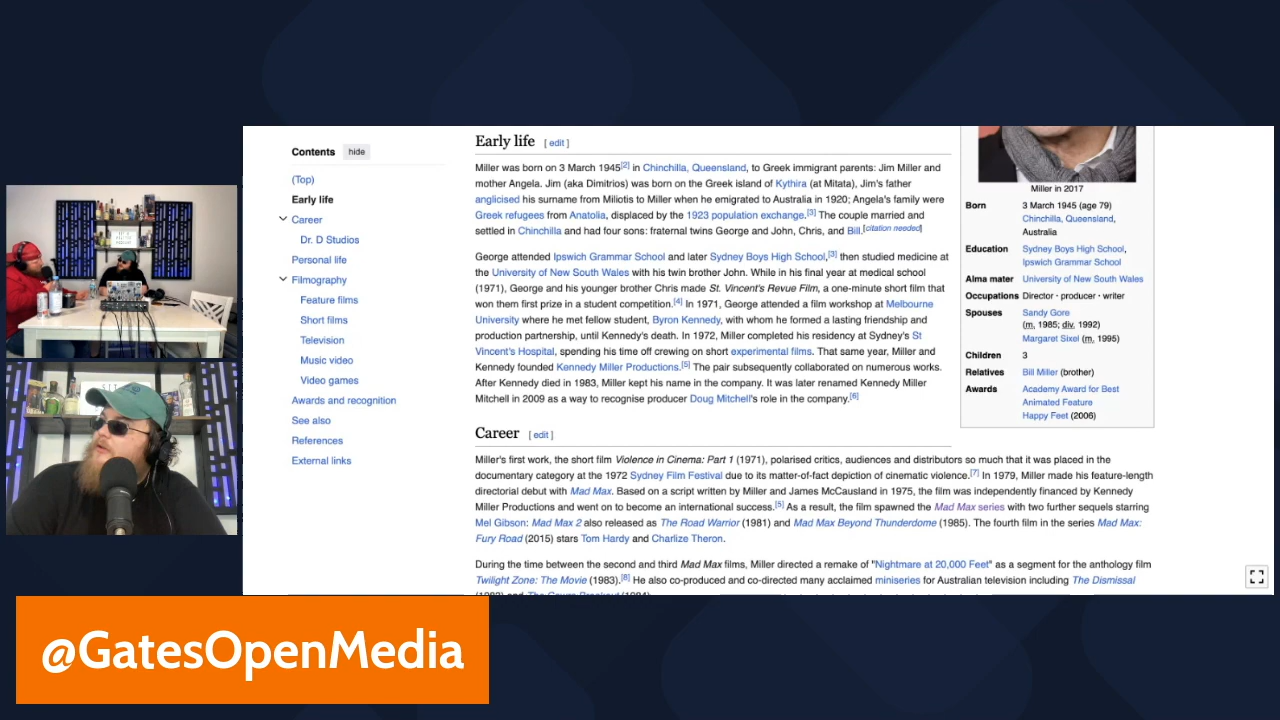 Contents hide
(Top)
Early life
Career
Dr. D Studios
Personal life
Filmography
Feature films
Short films
Television
Music video
Video games
Awards and recognition
See also
References
External links
Early life [ edit ]
Miller was born on 3 March 1945[2] in Chinchilla, Queensland, to Greek immigrant parents: Jim Miller and
mother Angela. Jim (aka Dimitrios) was born on the Greek island of Kythira (at Mitata), Jim's father
anglicised his surname from Miliotis to Miller when he emigrated to Australia in 1920; Angela's family were
Greek refugees from Anatolia, displaced by the 1923 population exchange.[3] The couple married and
settled in Chinchilla and had four sons: fraternal twins George and John, Chris, and Bill.[citation needed]
George attended Ipswich Grammar School and later Sydney Boys High School,[3] then studied medicine at
the University of New South Wales with his twin brother John. While in his final year at medical school
(1971), George and his younger brother Chris made St. Vincent's Revue Film, a one-minute short film that
won them first prize in a student competition.[4] In 1971, George attended a film workshop at Melbourne
University where he met fellow student, Byron Kennedy, with whom he formed a lasting friendship and
production partnership, until Kennedy's death. In 1972, Miller completed his residency at Sydney's St
Vincent's Hospital, spending his time off crewing on short experimental films. That same year, Miller and
Kennedy founded Kennedy Miller Productions.[5] The pair subsequently collaborated on numerous works.
After Kennedy died in 1983, Miller kept his name in the company. It was later renamed Kennedy Miller
Mitchell in 2009 as a way to recognise producer Doug Mitchell's role in the company.[6]
Miller in 2017
Born 3 March 1945 (age 79)
Chinchilla, Queensland,
Australia
Education Sydney Boys High School,
Ipswich Grammar School
Alma mater University of New South Wales
Occupations Director · producer · writer
Spouses Sandy Gore
(m. 1985; div. 1992)
Margaret Sixel (m. 1995)
Children 3
Relatives Bill Miller (brother)
Awards Academy Award for Best
Animated Feature
Happy Feet (2006)
Career [ edit ]
Miller's first work, the short film Violence in Cinema: Part 1 (1971), polarised critics, audiences and distributors so much that it was placed in the
documentary category at the 1972 Sydney Film Festival due to its matter-of-fact depiction of cinematic violence.[7] In 1979, Miller made his feature-length
directorial debut with Mad Max. Based on a script written by Miller and James McCausland in 1975, the film was independently financed by Kennedy
Miller Productions and went on to become an international success.[5] As a result, the film spawned the Mad Max series with two further sequels starring
Mel Gibson: Mad Max 2 also released as The Road Warrior (1981) and Mad Max Beyond Thunderdome (1985). The fourth film in the series Mad Max:
Fury Road (2015) stars Tom Hardy and Charlize Theron.
During the time between the second and third Mad Max films, Miller directed a remake of "Nightmare at 20,000 Feet" as a segment for the anthology film
Twilight Zone: The Movie (1983).[8] He also co-produced and co-directed many acclaimed miniseries for Australian television including The Dismissal
@GatesOpenMedia